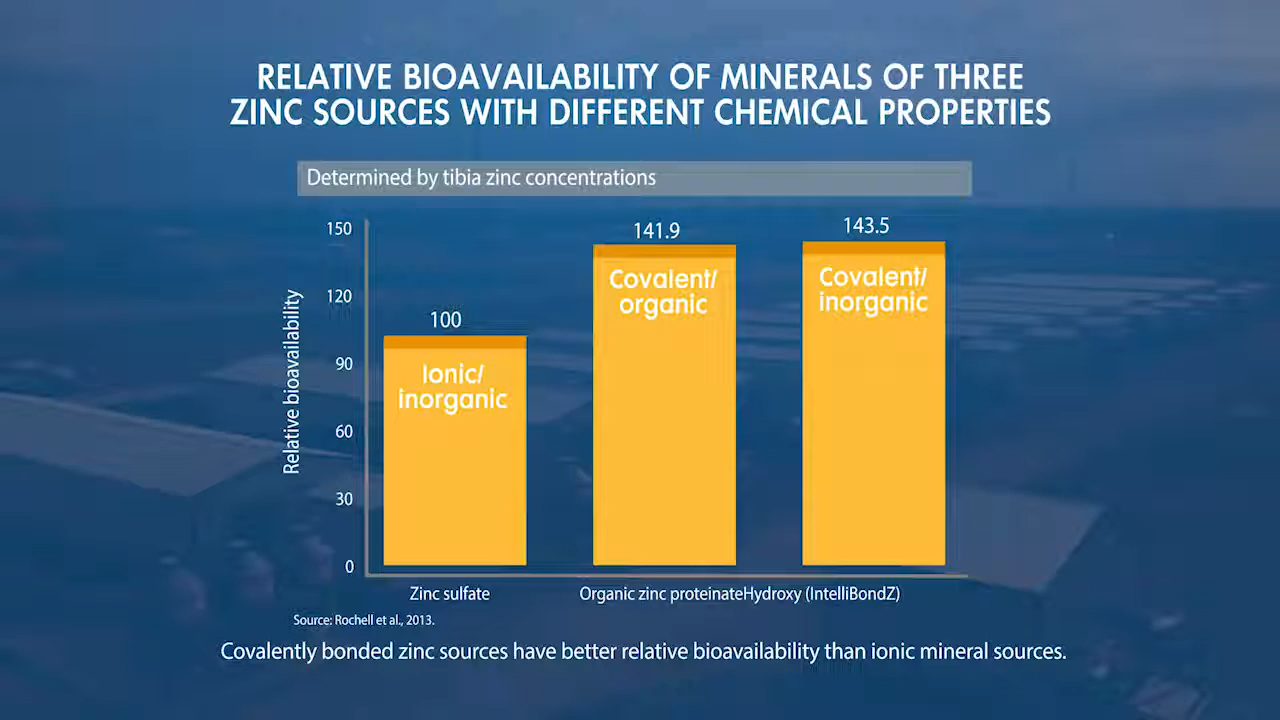 RELATIVE BIOAVAILABILITY OF MINERALS OF THREE
ZINC SOURCES WITH DIFFERENT CHEMICAL PROPERTIES
Determined by tibia zinc concentrations
Relative bioavailability
150
120
90
60
30
0
100
Ionic/
inorganic
141.9
Covalent/
organic
143.5
Covalent/
inorganic
Zinc sulfate
Organic zinc proteinate
Hydroxy (IntelliBondZ)
Source: Rochell et al., 2013.
Covalently bonded zinc sources have better relative bioavailability than ionic mineral sources.